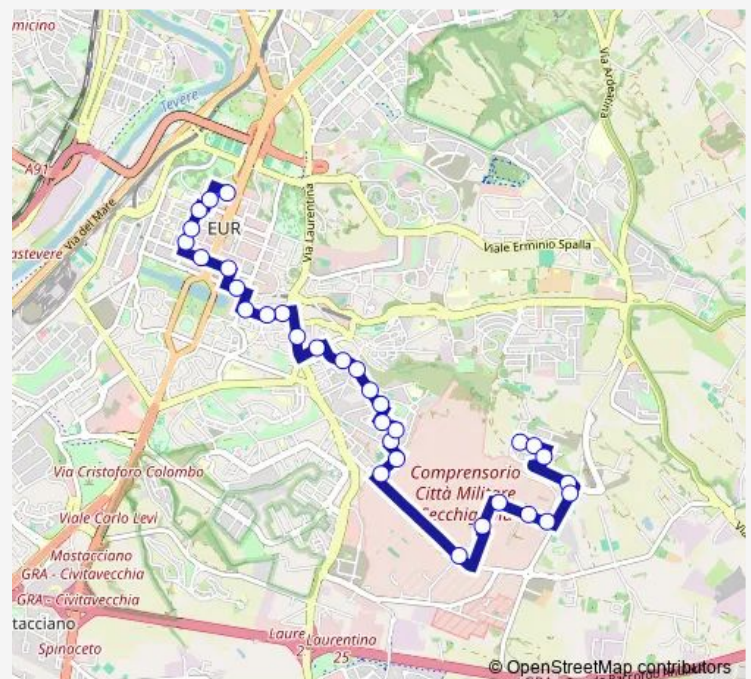 micino
Tevere
A91
Via Ardeatina
Via del Mare
EUR
Via Laurentina
Viale Erminio Spalla
astevere
Via Cristoforo Colombo
Comprensorio
Città Militare
Viale Carlo Levi
Mostacciano
GRA - Civitavecchia
GRA - Civitavecchia
tacciano
Spinaceto
Laure
Laurentino
25
© OpenStreetMap contributors